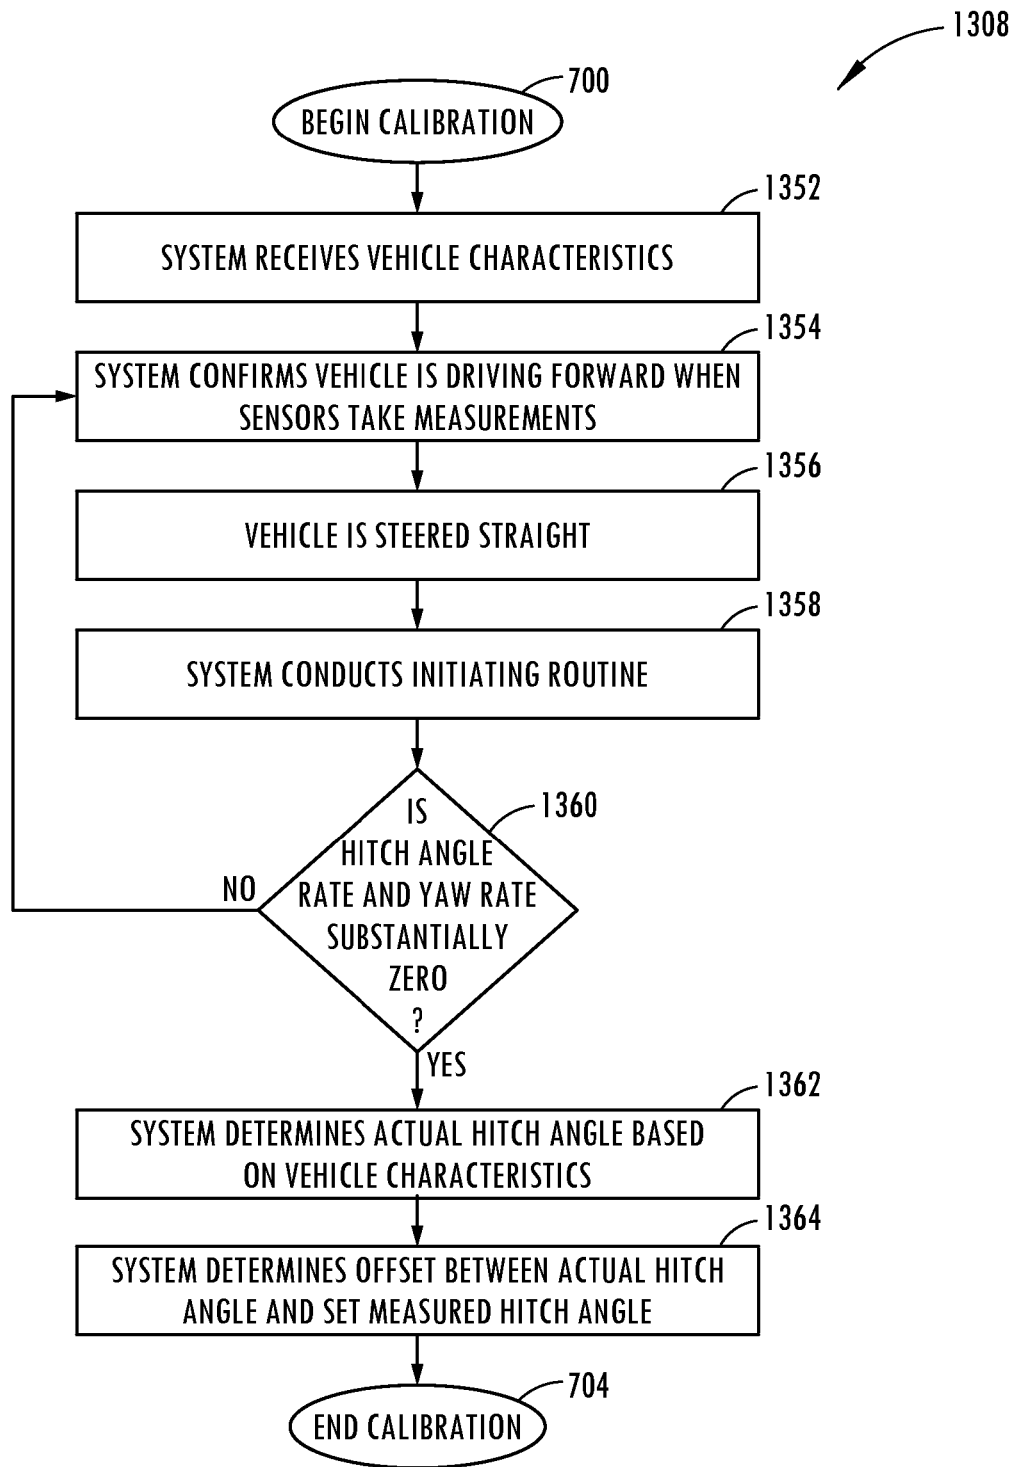 1308
700
BEGIN CALIBRATION
1352
SYSTEM RECEIVES VEHICLE CHARACTERISTICS
1354
SYSTEM CONFIRMS VEHICLE IS DRIVING FORWARD WHEN
SENSORS TAKE MEASUREMENTS
1356
VEHICLE IS STEERED STRAIGHT
1358
SYSTEM CONDUCTS INITIATING ROUTINE
1360
IS
HITCH ANGLE
RATE AND YAW RATE
SUBSTANTIALLY
ZERO
?
NO
YES
1362
SYSTEM DETERMINES ACTUAL HITCH ANGLE BASED
ON VEHICLE CHARACTERISTICS
1364
SYSTEM DETERMINES OFFSET BETWEEN ACTUAL HITCH
ANGLE AND SET MEASURED HITCH ANGLE
704
END CALIBRATION